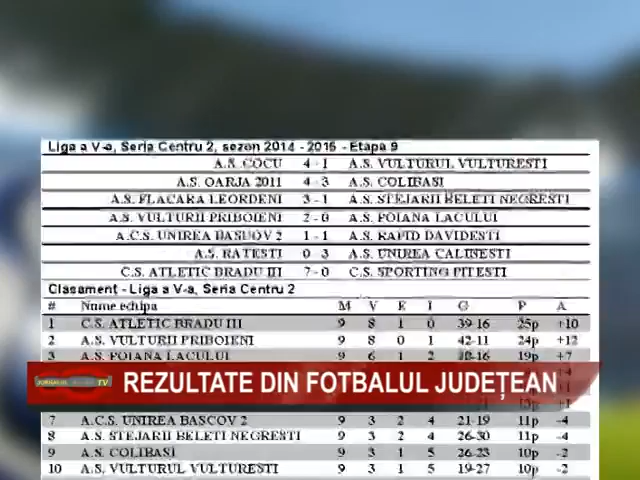 Liga a V-a, Seria Centru 2, sezon 2014 - 2015 - Etapa 9
A.S. COCU 4 - 1 A.S. VULTURUL VULTURESTI
A.S. OARJA 2011 4 - 3 A.S. COLIBASI
A.S. FLACARA LEORDENI 3 - 1 A.S. STEJARII BELETI NEGRESTI
A.S. VULTURII PRIBOIENI 2 - 0 A.S. POIANA LACULUI
A.C.S. UNIREA BASCOV 2 1 - 1 A.S. RAPID DAVIDESTI
A.S. RATESTI 0 - 3 A.S. UNIREA CALINESTI
C.S. ATLETIC BRADU III 7 - 0 C.S. SPORTING PITESTI
Clasament - Liga a V-a, Seria Centru 2
# Nume echipa M V E I G P A
1 C.S. ATLETIC BRADU III 9 8 1 0 39-16 25p +10
2 A.S. VULTURII PRIBOIENI 9 8 0 1 42-11 24p +12
3 A.S. POIANA LACULUI 9 6 1 2 19p +7
TV REZULTATE DIN FOTBALUL JUDEȚEAN
7 A.C.S. UNIREA BASCOV 2 9 3 2 4 21-19 11p -4
8 A.S. STEJARII BELETI NEGRESTI 9 3 2 4 26-30 11p -4
9 A.S. COLIBASI 9 3 1 5 26-23 10p -2
10 A.S. VULTURUL VULTURESTI 9 3 1 5 19-27 10p -2